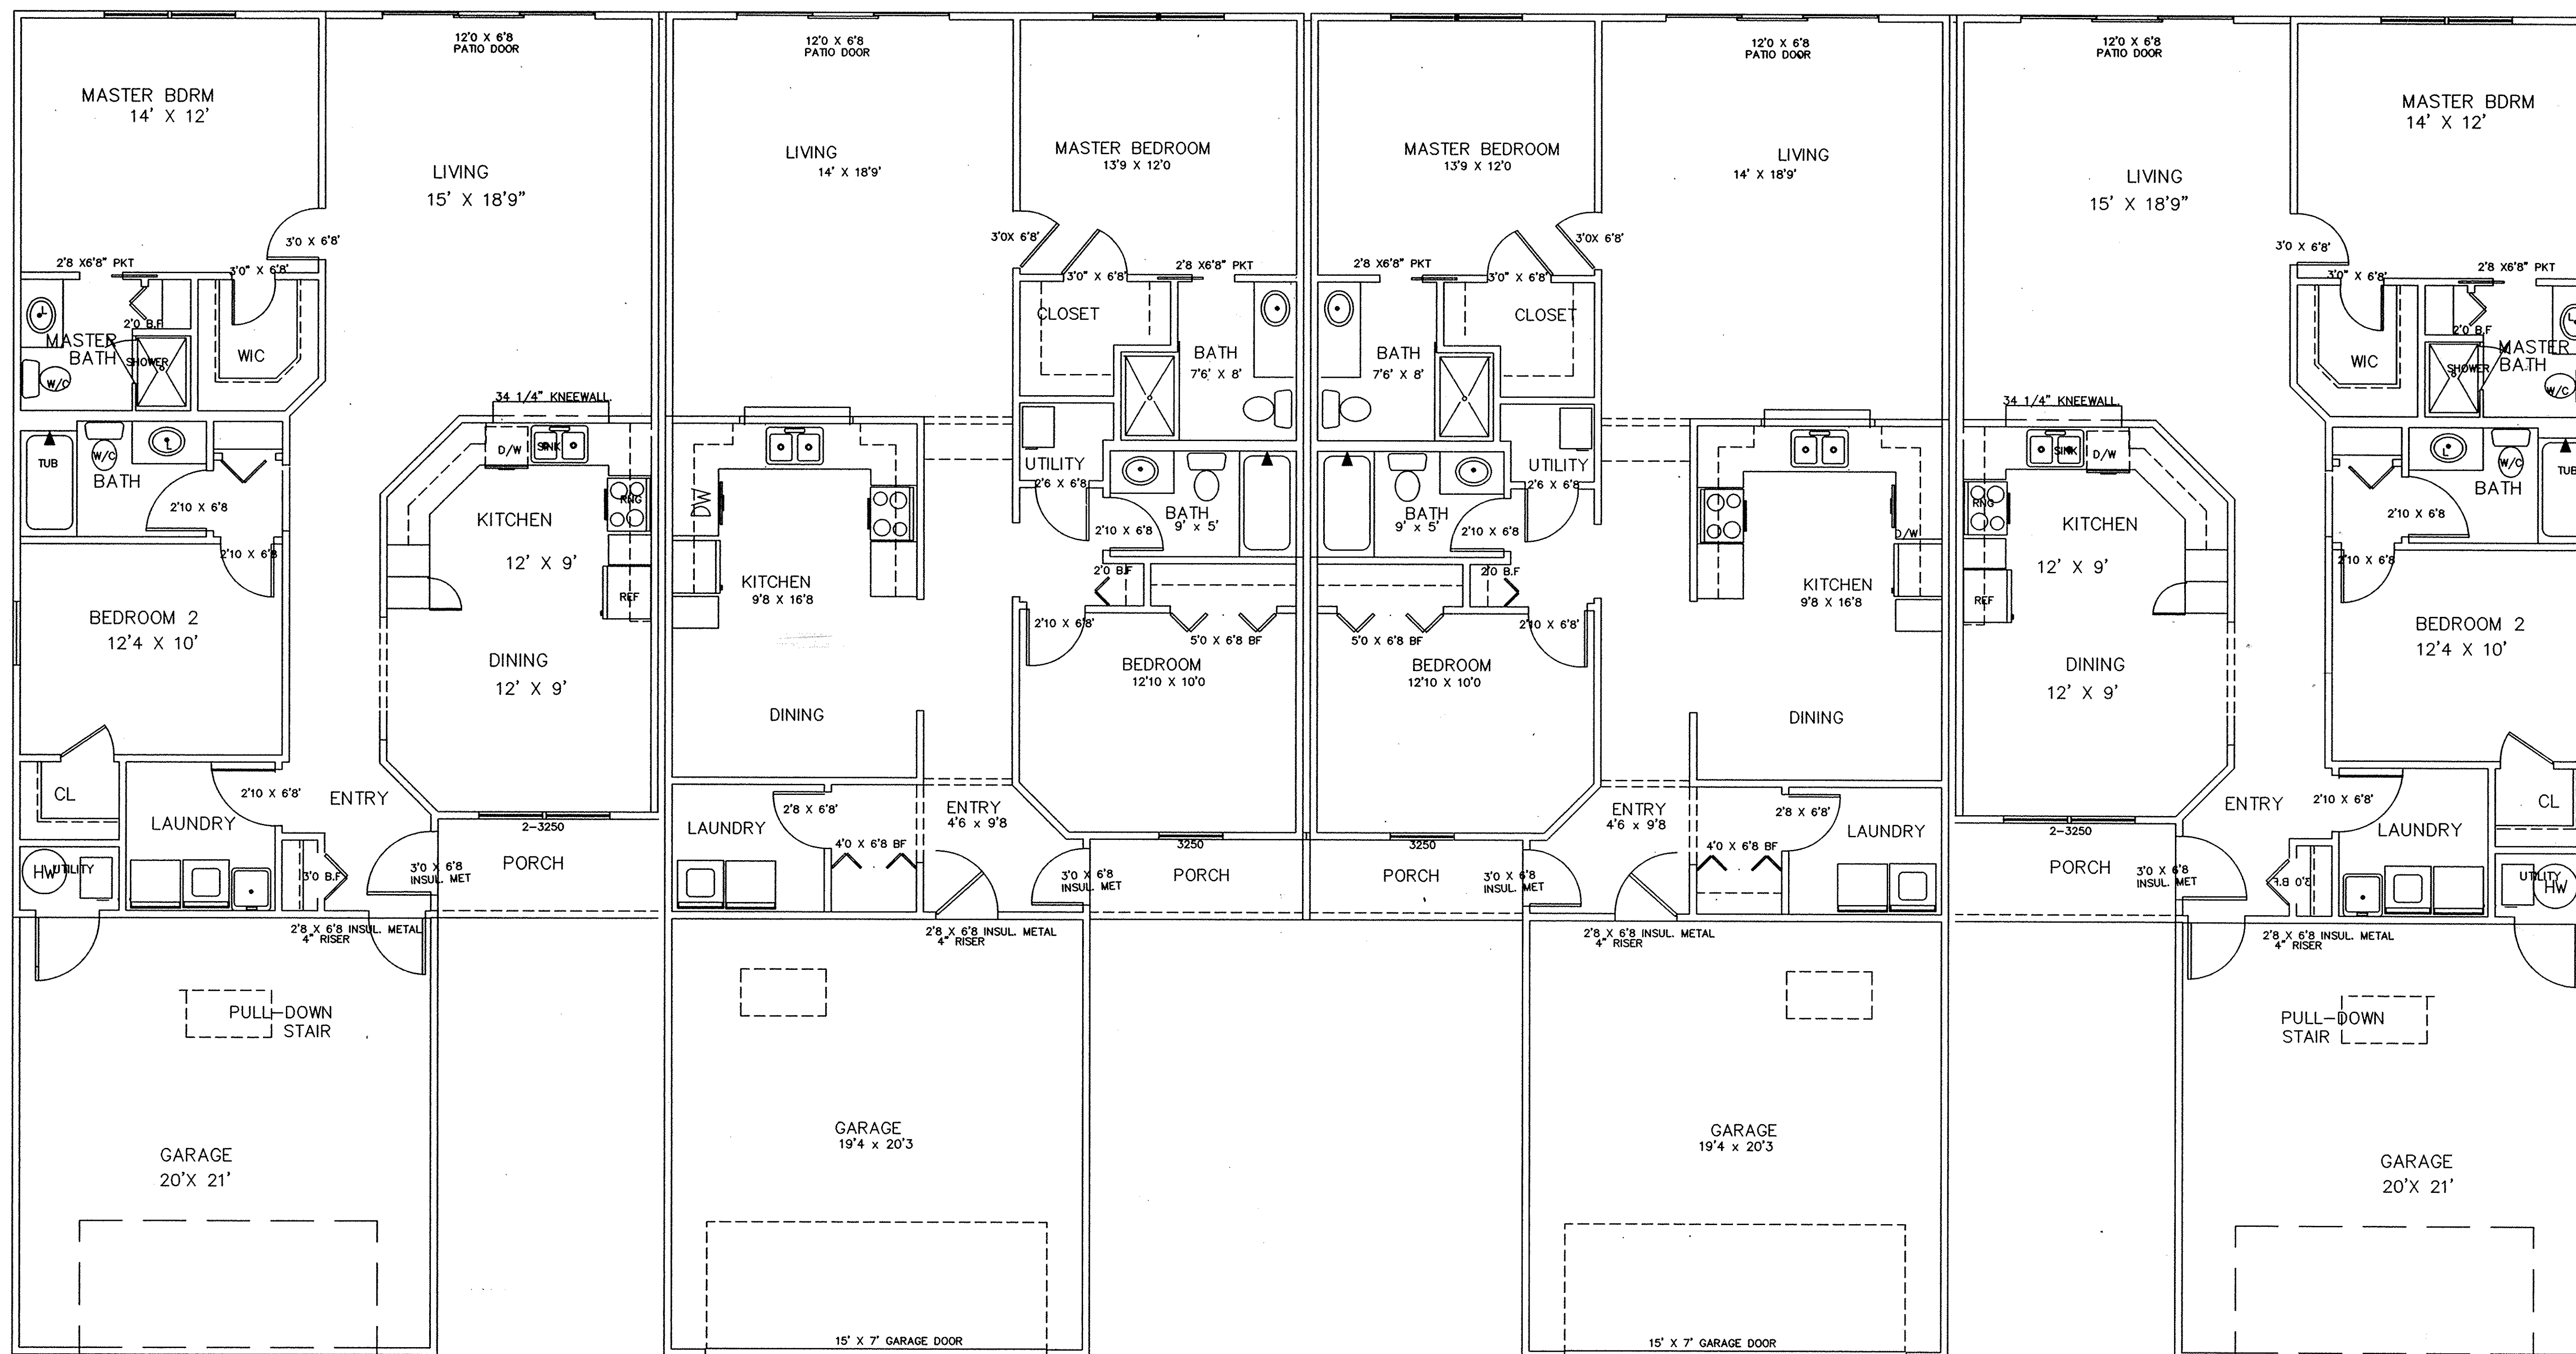 12'0 X 6'8
PATIO DOOR
MASTER BDRM
14' X 12'
LIVING
15' X 18'9"
3'0 X 6'8'
2'8 X6'8" PKT
3'0" X 6'8'
2'0 B.F
MASTER
BATH
SHOWER
W/C
WIC
34 1/4" KNEEWALL.
TUB
W/C
BATH
L
L
D/W
SINK
2'10 X 6'8
2'10 X 6'8
RNG
KITCHEN
12' X 9'
REF
BEDROOM 2
12'4 X 10'
DINING
12' X 9'
CL
2'10 X 6'8'
ENTRY
LAUNDRY
2-3250
PORCH
HW
UTILITY
3'0 B.F
3'0 X 6'8
INSUL. MET
2'8 X 6'8 INSUL. METAL
4" RISER
PULL-DOWN
STAIR
GARAGE
20'X 21'
12'0 X 6'8
PATIO DOOR
LIVING
14' X 18'9'
MASTER BEDROOM
13'9 X 12'0
3'0X 6'8'
3'0" X 6'8'
2'8 X6'8" PKT
CLOSET
BATH
7'6' X 8'
UTILITY
2'6 X 6'8
DW
BATH
9' x 5'
2'10 X 6'8
KITCHEN
9'8 X 16'8
2'0 B.F
2'10 X 6'8'
5'0 X 6'8 BF
BEDROOM
12'10 X 10'0
DINING
2'8 X 6'8'
LAUNDRY
ENTRY
4'6 x 9'8
4'0 X 6'8 BF
3250
3'0 X 6'8
INSUL. MET
PORCH
2'8 X 6'8 INSUL. METAL
4" RISER
GARAGE
19'4 x 20'3
15' X 7' GARAGE DOOR
12'0 X 6'8
PATIO DOOR
MASTER BEDROOM
13'9 X 12'0
LIVING
14' X 18'9'
3'0X 6'8'
2'8 X6'8" PKT
3'0" X 6'8'
CLOSET
BATH
7'6' X 8'
UTILITY
2'6 X 6'8
BATH
9' x 5'
2'10 X 6'8
D/W
KITCHEN
9'8 X 16'8
2'0 B.F
5'0 X 6'8 BF
2'10 X 6'8'
BEDROOM
12'10 X 10'0
DINING
ENTRY
4'6 x 9'8
2'8 X 6'8'
LAUNDRY
3250
4'0 X 6'8 BF
PORCH
3'0 X 6'8
INSUL. MET
2'8 X 6'8 INSUL. METAL
4" RISER
GARAGE
19'4 x 20'3
15' X 7' GARAGE DOOR
12'0 X 6'8
PATIO DOOR
MASTER BDRM
14' X 12'
LIVING
15' X 18'9"
3'0 X 6'8'
2'8 X6'8" PKT
3'0" X 6'8'
2'0 B.F
MASTER
BATH
SHOWER
W/C
WIC
34 1/4" KNEEWALL.
SINK
D/W
L
L
W/C
BATH
TUB
RNG
2'10 X 6'8
KITCHEN
12' X 9'
2'10 X 6'8
REF
BEDROOM 2
12'4 X 10'
DINING
12' X 9'
ENTRY
2'10 X 6'8'
CL
2-3250
LAUNDRY
PORCH
3'0 X 6'8
INSUL. MET
3'0 B.F
UTILITY
HW
2'8 X 6'8 INSUL. METAL
4" RISER
PULL-DOWN
STAIR
GARAGE
20'X 21'